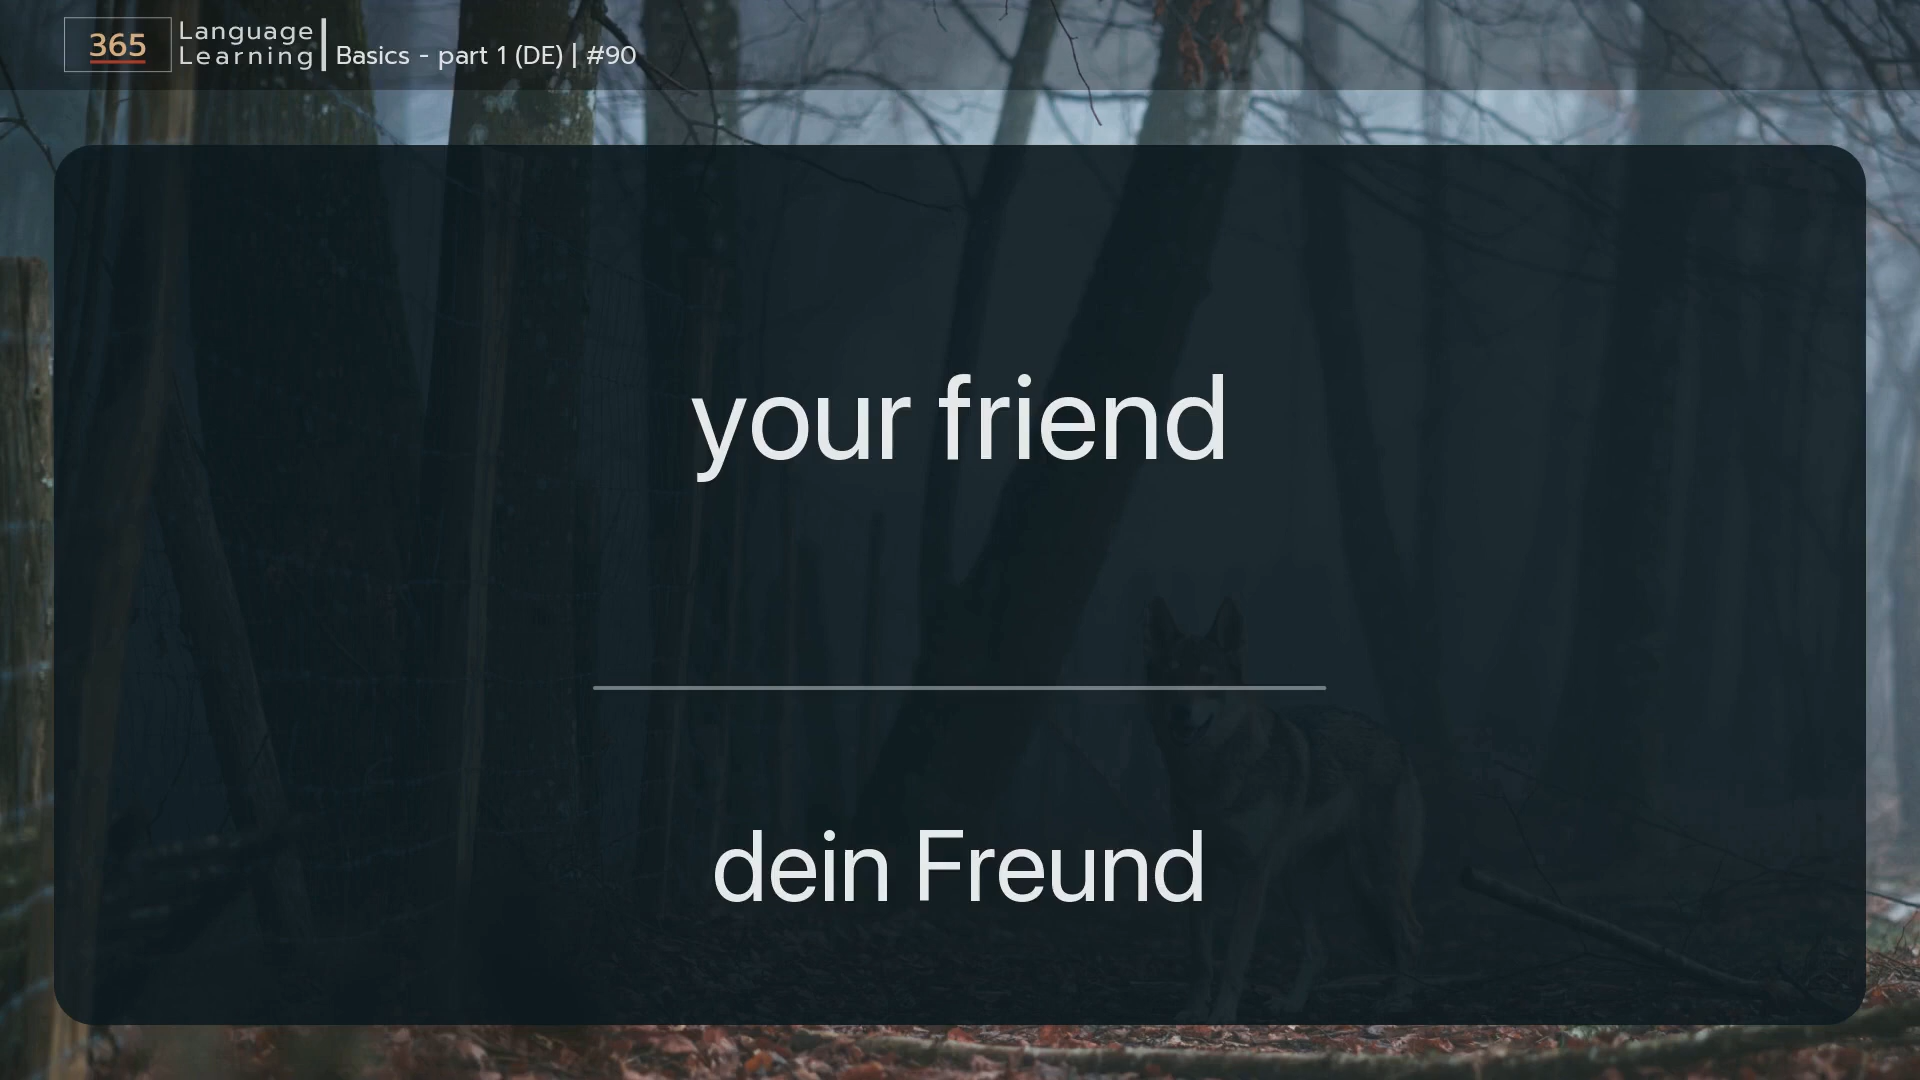 365
Language
Learning
Basics - part 1 (DE) | #90
your friend
dein Freund